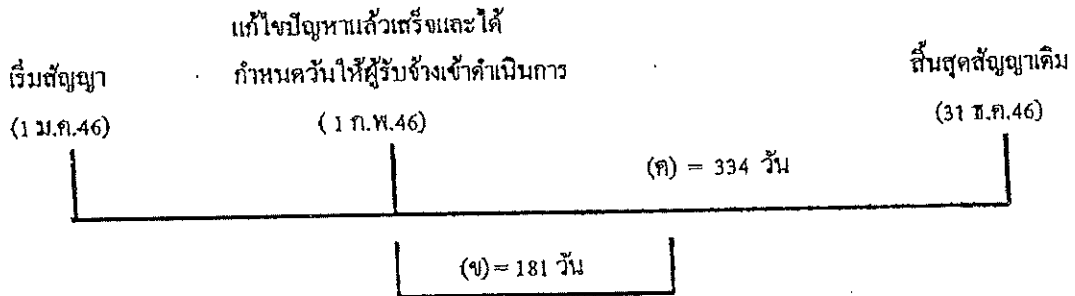 แก้ไขปัญหาแล้วเสร็จและได้
กำหนดวันให้ผู้รับจ้างเข้าดำเนินการ
เริ่มสัญญา
สิ้นสุดสัญญาเดิม
(1 ม.ค.46)
( 1 ก.พ.46)
(31 ธ.ค.46)
(ค) = 334 วัน
(ข) = 181 วัน